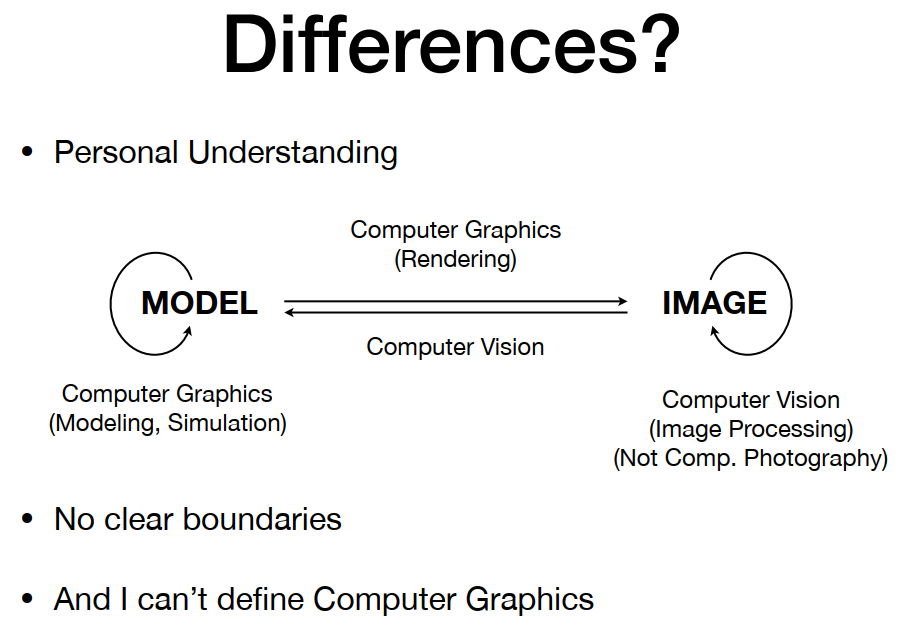 Differences?
• Personal Understanding
Computer Graphics
(Rendering)
MODEL
IMAGE
Computer Vision
Computer Graphics
(Modeling, Simulation)
Computer Vision
(Image Processing)
(Not Comp. Photography)
• No clear boundaries
• And I can’t define Computer Graphics